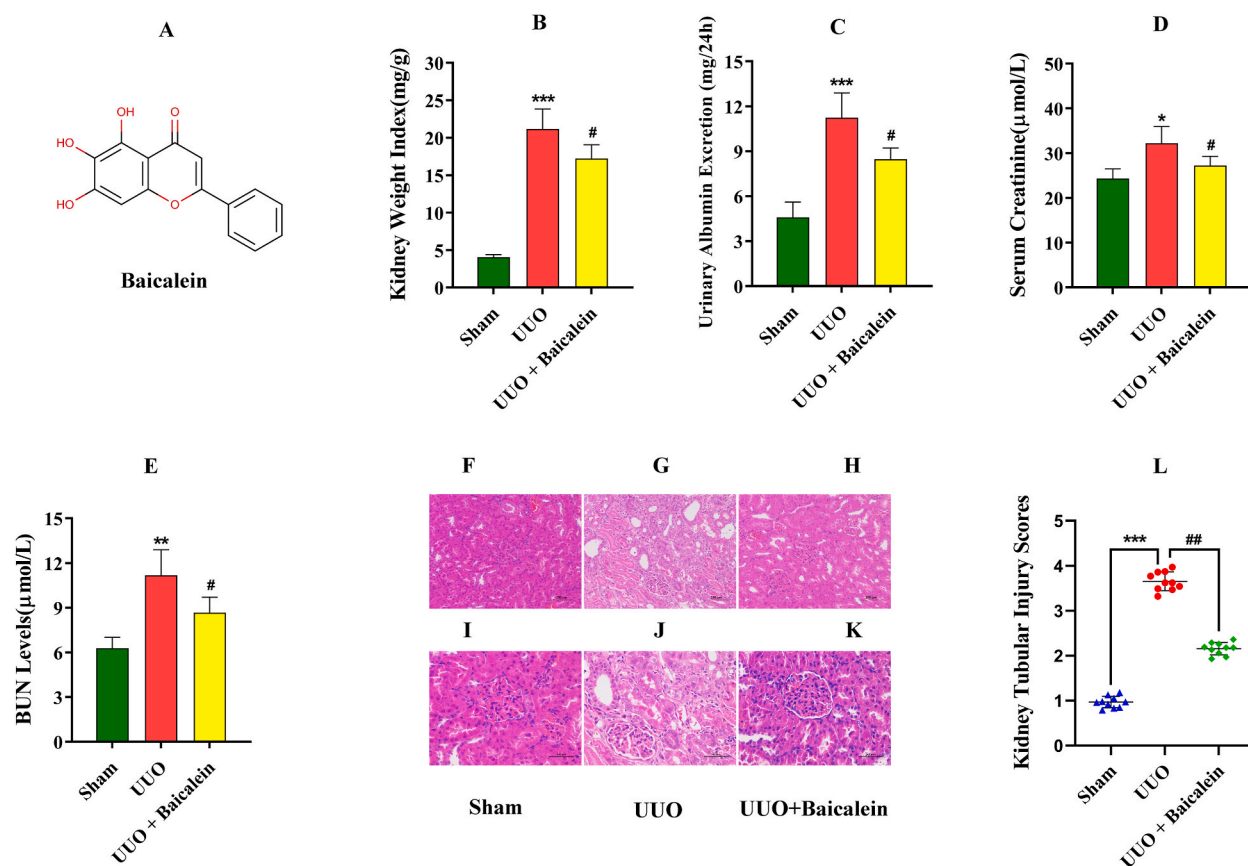 A
OH
O
HO
HO
O
Baicalein
B
Kidney Weight Index(mg/g)
30
25
20
15
10
5
0
***
#
Sham
UUO
UUO + Baicalein
C
Urinary Albumin Excretion (mg/24h)
15
12
9
6
3
0
***
#
Sham
UUO
UUO + Baicalein
D
Serum Creatinine(μmol/L)
50
40
30
20
10
0
*
#
Sham
UUO
UUO + Baicalein
E
BUN Levels(μmol/L)
15
12
9
6
3
0
**
#
Sham
UUO
UUO + Baicalein
F
G
H
I
J
K
Sham
UUO
UUO+Baicalein
L
Kidney Tubular Injury Scores
5
4
3
2
1
0
***
##
Sham
UUO
UUO + Baicalein